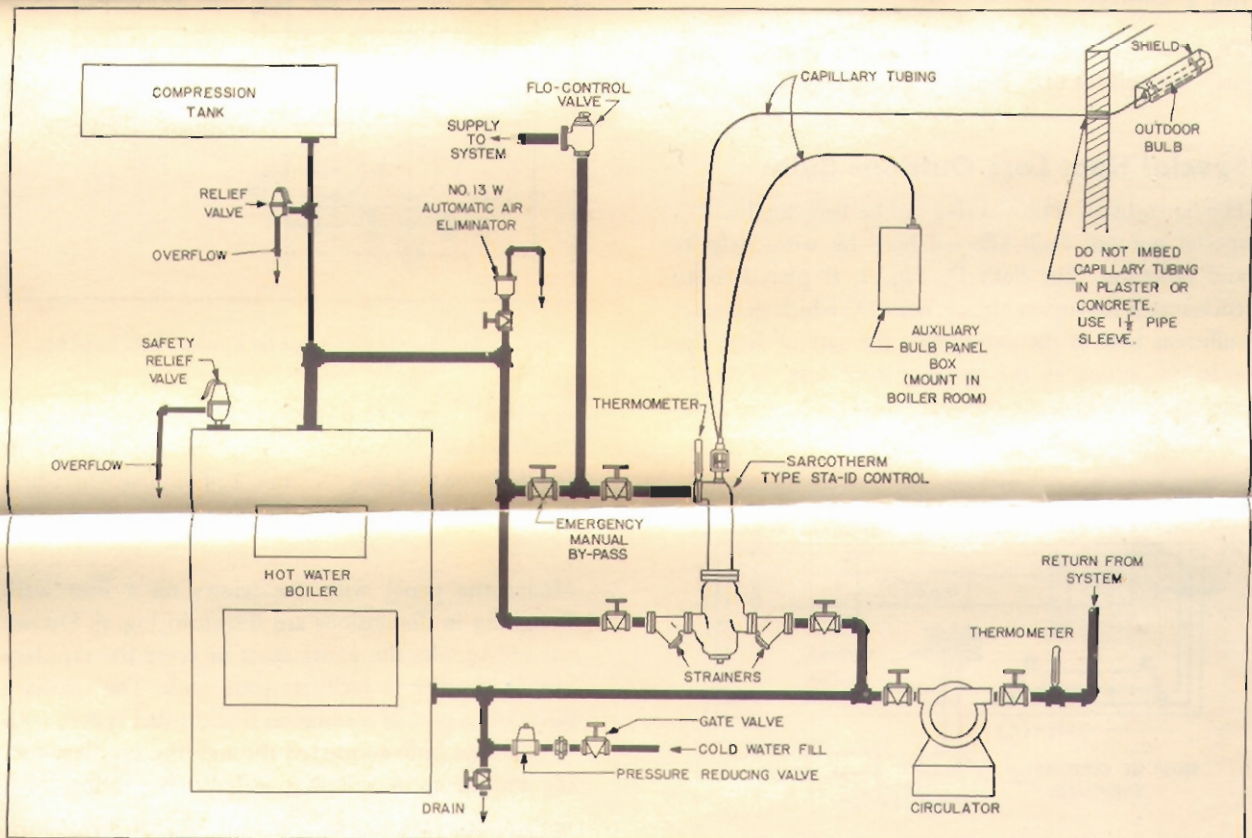 COMPRESSION
TANK
RELIEF
VALVE
OVERFLOW
SAFETY
RELIEF
VALVE
OVERFLOW
HOT WATER
BOILER
SUPPLY
TO
SYSTEM
FLO-CONTROL
VALVE
NO. 13 W
AUTOMATIC AIR
ELIMINATOR
CAPILLARY TUBING
SHIELD
OUTDOOR
BULB
DO NOT IMBED
CAPILLARY TUBING
IN PLASTER OR
CONCRETE.
USE 1½" PIPE
SLEEVE.
AUXILIARY
BULB PANEL
BOX
(MOUNT IN
BOILER ROOM)
THERMOMETER
SARCOTHERM
TYPE STA-ID CONTROL
EMERGENCY
MANUAL
BY-PASS
STRAINERS
RETURN FROM
SYSTEM
THERMOMETER
GATE VALVE
COLD WATER FILL
PRESSURE REDUCING VALVE
DRAIN
CIRCULATOR